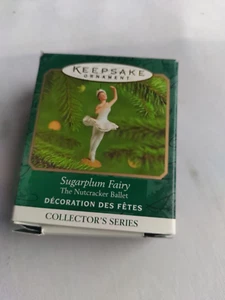 KEEPSAKE
ORNAMENT
Sugarplum Fairy
The Nutcracker Ballet
DÉCORATION DES FÊTES
COLLECTOR'S SERIES